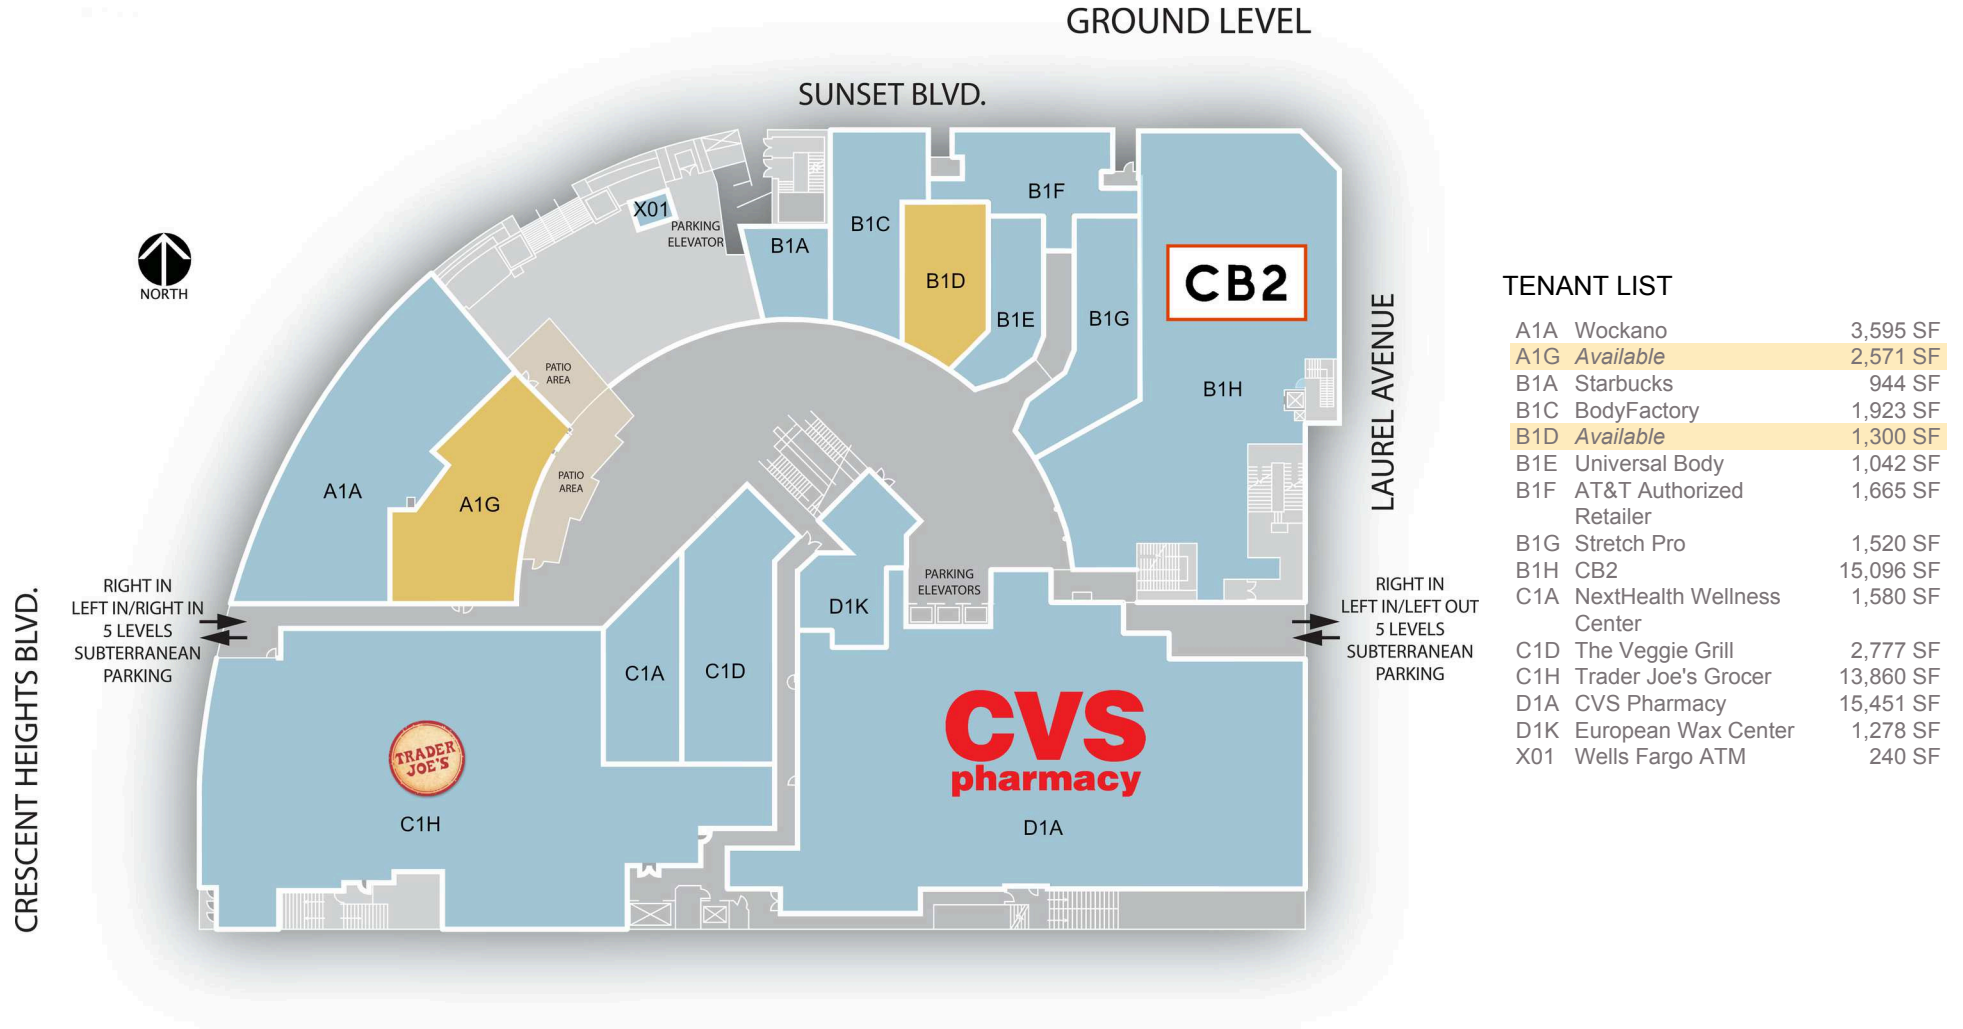 GROUND LEVEL
SUNSET BLVD.
NORTH
X01
PARKING
ELEVATOR
B1A
B1C
B1D
B1E
B1F
B1G
CB2
B1H
LAUREL AVENUE
PATIO
AREA
PATIO
AREA
A1A
A1G
CRESCENT HEIGHTS BLVD.
RIGHT IN
LEFT IN/RIGHT IN
5 LEVELS
SUBTERRANEAN
PARKING
PARKING
ELEVATORS
RIGHT IN
LEFT IN/LEFT OUT
5 LEVELS
SUBTERRANEAN
PARKING
D1K
C1A
C1D
TRADER
JOE'S
C1H
CVS
pharmacy
D1A
TENANT LIST
A1A Wockano 3,595 SF
A1G Available 2,571 SF
B1A Starbucks 944 SF
B1C BodyFactory 1,923 SF
B1D Available 1,300 SF
B1E Universal Body 1,042 SF
B1F AT&T Authorized 1,665 SF
Retailer
B1G Stretch Pro 1,520 SF
B1H CB2 15,096 SF
C1A NextHealth Wellness 1,580 SF
Center
C1D The Veggie Grill 2,777 SF
C1H Trader Joe's Grocer 13,860 SF
D1A CVS Pharmacy 15,451 SF
D1K European Wax Center 1,278 SF
X01 Wells Fargo ATM 240 SF